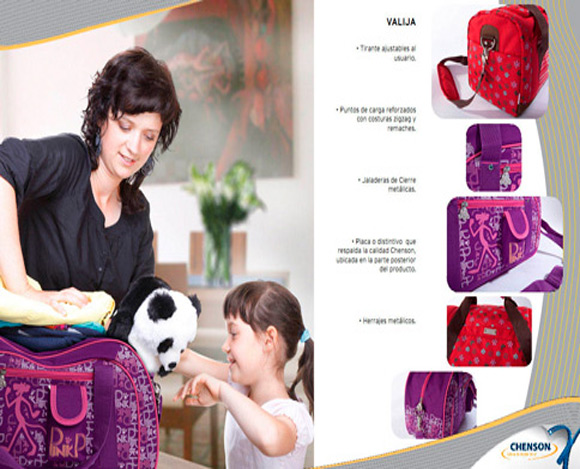 VALIJA
• Tirante ajustables al
usuario.
• Puntos de carga reforzados
con costuras zigzag y
remaches.
• Jaladeras de Cierre
metálicas.
• Placa o distintivo que
respalda la calidad Chenson,
ubicada en la parte posterior
del producto.
• Herrajes metálicos.
PINK P
CHENSON